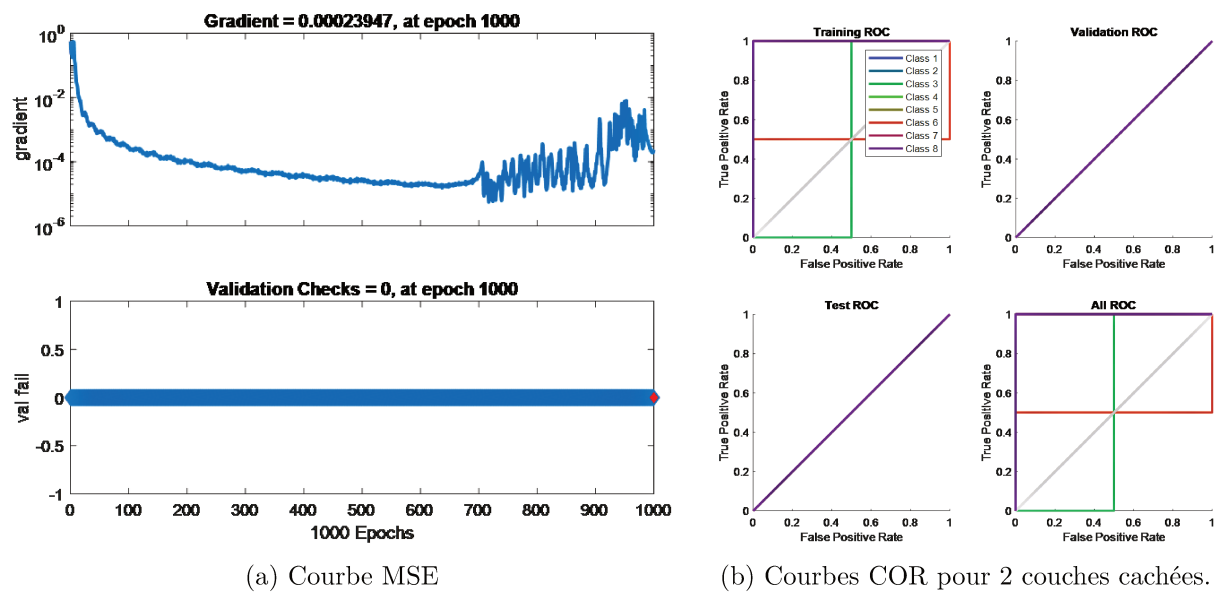 Gradient = 0.00023947, at epoch 1000
10^0
10^-2
10^-4
10^-6
gradient
Validation Checks = 0, at epoch 1000
1
0.5
0
-0.5
-1
val fail
0 100 200 300 400 500 600 700 800 900 1000
1000 Epochs
(a) Courbe MSE
Training ROC
1
0.8
0.6
0.4
0.2
0
True Positive Rate
Class 1
Class 2
Class 3
Class 4
Class 5
Class 6
Class 7
Class 8
0.2 0.4 0.6 0.8 1
False Positive Rate
Validation ROC
1
0.8
0.6
0.4
0.2
0
True Positive Rate
0.2 0.4 0.6 0.8 1
False Positive Rate
Test ROC
1
0.8
0.6
0.4
0.2
0
True Positive Rate
0.2 0.4 0.6 0.8 1
False Positive Rate
All ROC
1
0.8
0.6
0.4
0.2
0
True Positive Rate
0.2 0.4 0.6 0.8 1
False Positive Rate
(b) Courbes COR pour 2 couches cachées.